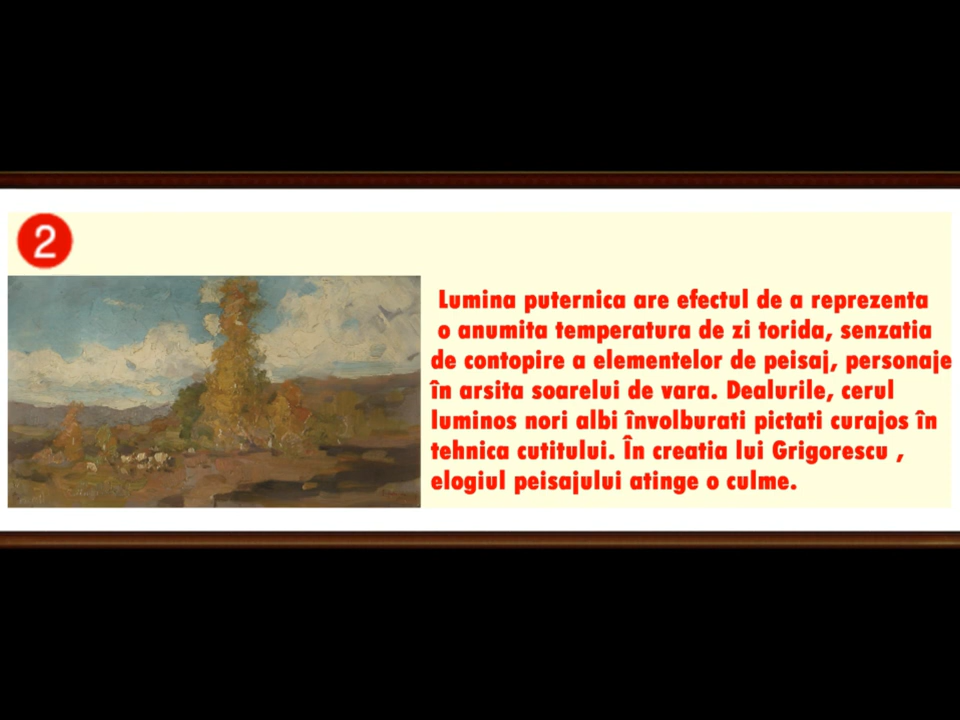 2
Lumina puternica are efectul de a reprezenta
o anumita temperatura de zi torida, senzatia
de contopire a elementelor de peisaj, personaje
în arsita soarelui de vara. Dealurile, cerul
luminos nori albi învolburati pictati curajos în
tehnica cutitului. În creatia lui Grigorescu ,
elogiul peisajului atinge o culme.